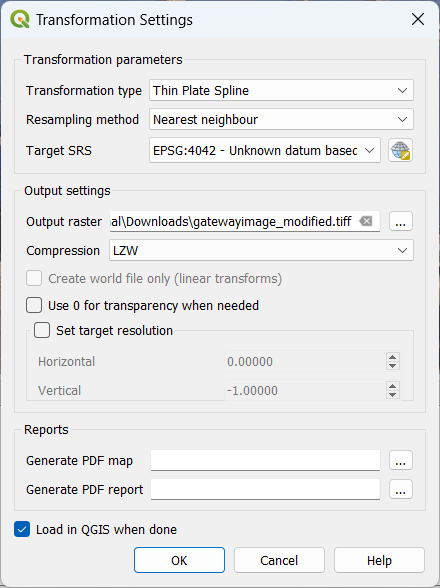 Transformation Settings
Transformation parameters
Transformation type Thin Plate Spline
Resampling method Nearest neighbour
Target SRS EPSG:4042 - Unknown datum based
Output settings
Output raster al\Downloads\gatewayimage_modified.tiff ...
Compression LZW
Create world file only (linear transforms)
Use 0 for transparency when needed
Set target resolution
Horizontal 0.00000
Vertical -1.00000
Reports
Generate PDF map ...
Generate PDF report ...
Load in QGIS when done
OK Cancel Help